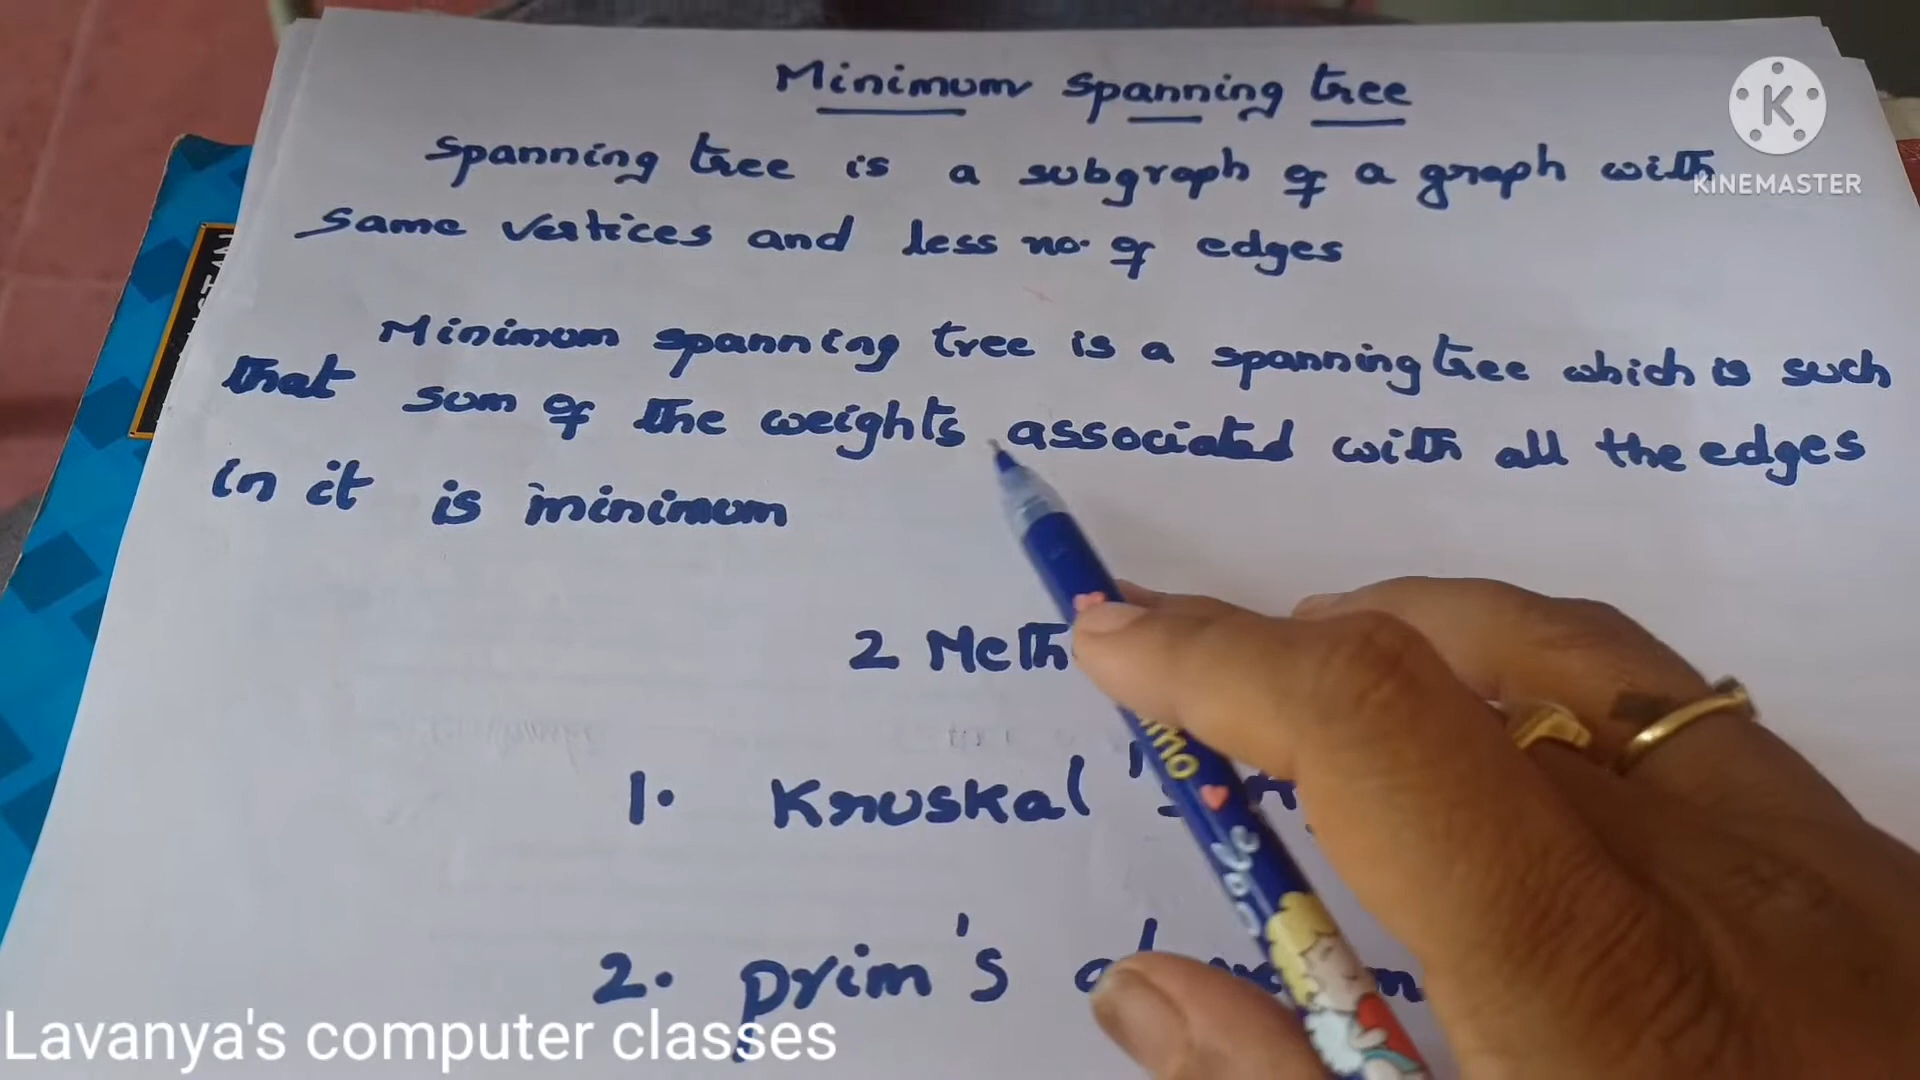 Minimum spanning tree
spanning tree is a subgraph of a graph with
KINEMASTER
same vertices and less no. of edges
Minimum spanning tree is a spanning tree which is such
that sum of the weights associated with all the edges
in it is minimum
2 Meth
1. Kruskal's
2. prim's
Lavanya's computer classes